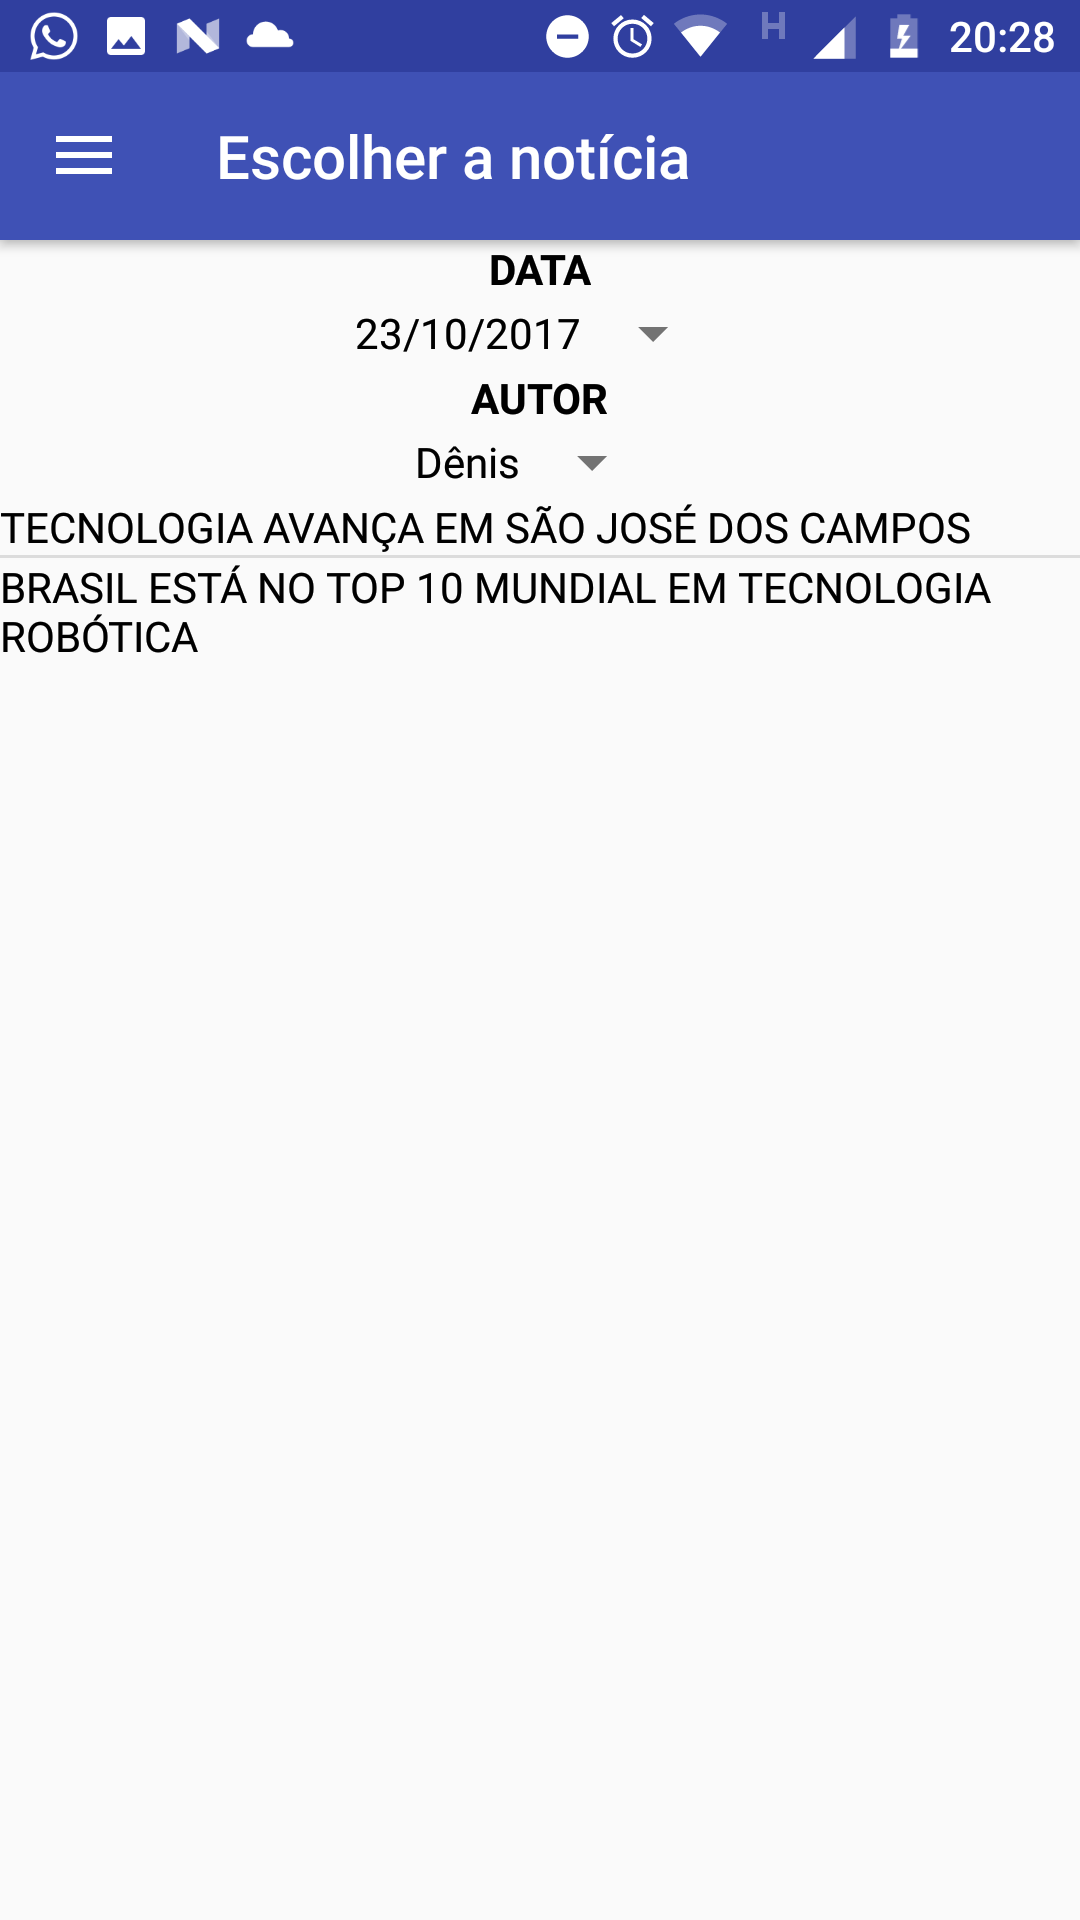 H
20:28
Escolher a notícia
DATA
23/10/2017
AUTOR
Dênis
TECNOLOGIA AVANÇA EM SÃO JOSÉ DOS CAMPOS
BRASIL ESTÁ NO TOP 10 MUNDIAL EM TECNOLOGIA
ROBÓTICA